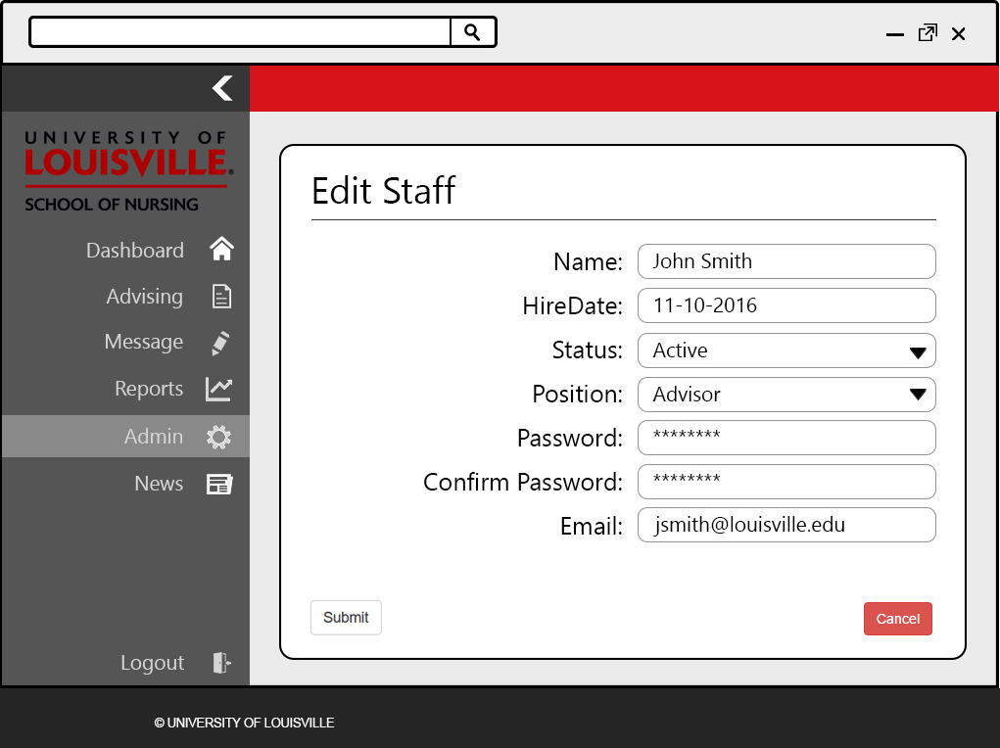 UNIVERSITY OF
LOUISVILLE.
SCHOOL OF NURSING
Dashboard
Advising
Message
Reports
Admin
News
Logout
Edit Staff
Name: John Smith
HireDate: 11-10-2016
Status: Active
Position: Advisor
Password: ********
Confirm Password: ********
Email: jsmith@louisville.edu
Submit
Cancel
© UNIVERSITY OF LOUISVILLE